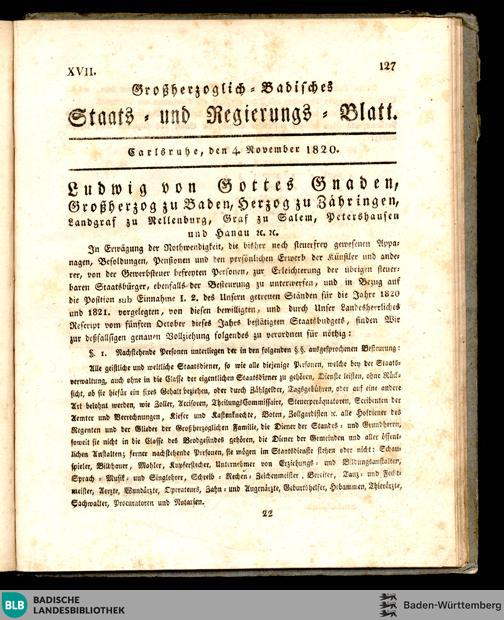 XVII.
127
Großherzoglich-Badisches
Staats- und Regierungs-Blatt.
Carlsruhe, den 4. November 1820.
Ludwig von Gottes Gnaden,
Großherzog zu Baden, Herzog zu Zähringen,
Landgraf zu Nellenburg, Graf zu Salem, Petershausen
und Hanau ꝛc. ꝛc.
In Erwägung der Nothwendigkeit, die bisher noch steuerfrey gewesenen Appa-
nagen, Besoldungen, Pensionen und den persönlichen Erwerb der Künstler und ande-
rer, von der Gewerbsteuer befreyten Personen, zur Erleichterung der übrigen steuer-
baren Staatsbürger, ebenfalls der Besteurung zu unterwerfen, und in Bezug auf
die Position sub Einnahme I. 2. des Unsern getreuen Ständen für die Jahre 1820
und 1821. vorgelegten, von diesen bewilligten, und durch Unser Landesherrliches
Rescript vom fünften October dieses Jahrs bestätigten Staatsbudgets, finden Wir
zur deßfallsigen genauen Vollziehung folgendes zu verordnen für nöthig:
§. 1. Nachstehende Personen unterliegen der in den folgenden §. §. ausgesprochenen Besteurung:
Alle geistliche und weltliche Staatsdiener, so wie alle diejenige Personen, welche bey der Staats-
verwaltung, auch ohne in die Classe der eigentlichen Staatsdiener zu gehören, Dienste leisten, ohne Rück-
sicht, ob sie hiefür ein fixes Gehalt beziehen, oder durch Zählgelder, Tagsgebühren, oder auf eine andere
Art belohnt werden, wie Zoller, Accisoren, Theilungs-Commissaire, Steuerperäquatoren, Scribenten der
Aemter und Verrechnungen, Kiefer und Kastenknechte, Boten, Zollgardisten ꝛc. alle Hofdiener des
Regenten und der Glieder der Großherzoglichen Familie, die Diener der Standes- und Grundherrn,
soweit sie nicht in die Classe des Brodgesindes gehören, die Diener der Gemeinden und aller öffent-
lichen Anstalten; ferner nachstehende Personen, sie mögen im Staatsdienste stehen oder nicht: Schau-
spieler, Bildhauer, Mahler, Kupferstecher, Unternehmer von Erziehungs- und Bildungsanstalten,
Sprach- Musik- und Singlehrer, Schreib- Rechen- Zeichenmeister, Bereiter, Tanz- und Fecht-
meister, Aerzte, Wundärzte, Operateurs, Zahn- und Augenärzte, Geburtshelfer, Hebammen, Thierärzte,
Sachwalter, Procuratoren und Notarien.
22
BLB BADISCHE
LANDESBIBLIOTHEK
Baden-Württemberg